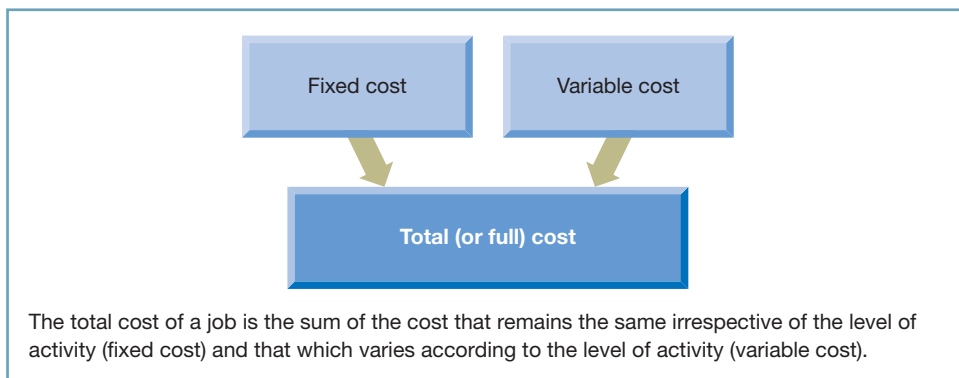 Fixed cost
Variable cost
Total (or full) cost
The total cost of a job is the sum of the cost that remains the same irrespective of the level of
activity (fixed cost) and that which varies according to the level of activity (variable cost).